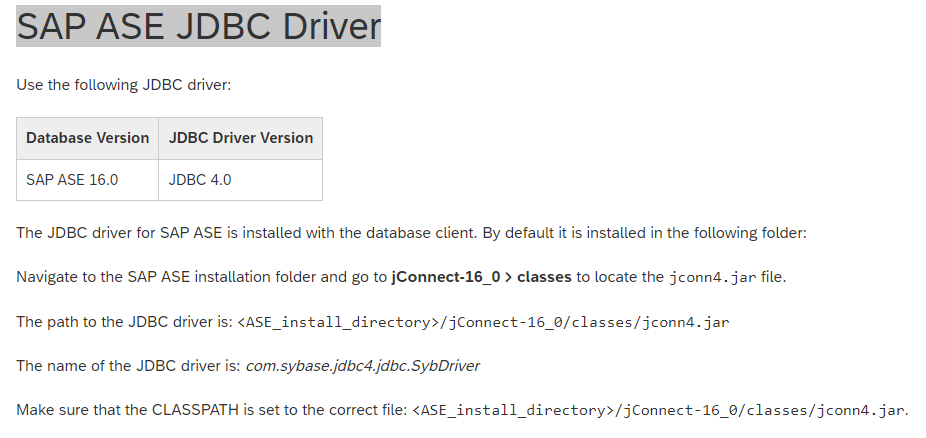 SAP ASE JDBC Driver
Use the following JDBC driver:
Database Version JDBC Driver Version
SAP ASE 16.0 JDBC 4.0
The JDBC driver for SAP ASE is installed with the database client. By default it is installed in the following folder:
Navigate to the SAP ASE installation folder and go to jConnect-16_0 > classes to locate the jconn4.jar file.
The path to the JDBC driver is: <ASE_install_directory>/jConnect-16_0/classes/jconn4.jar
The name of the JDBC driver is: com.sybase.jdbc4.jdbc.SybDriver
Make sure that the CLASSPATH is set to the correct file: <ASE_install_directory>/jConnect-16_0/classes/jconn4.jar.